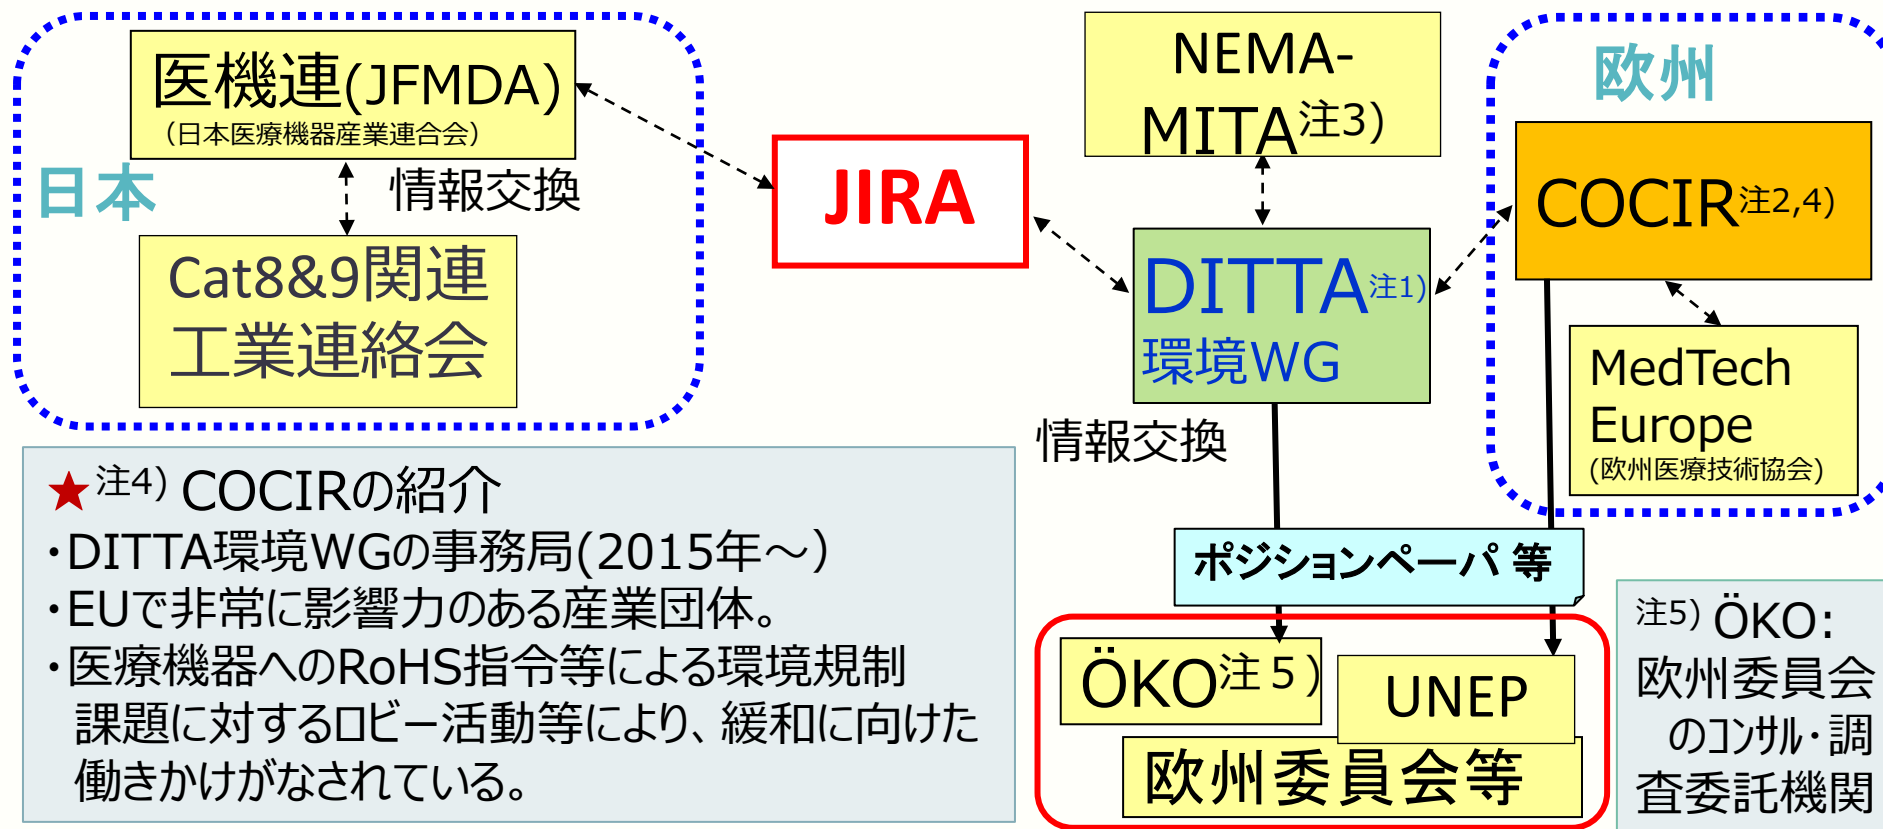 日本
医機連(JFMDA)
（日本医療機器産業連合会）
情報交換
Cat8&9関連
工業連絡会
JIRA
NEMA-
MITA注3)
DITTA注1)
環境WG
情報交換
欧州
COCIR注2,4)
MedTech
Europe
(欧州医療技術協会)
★注4) COCIRの紹介
・DITTA環境WGの事務局(2015年～）
・EUで非常に影響力のある産業団体。
・医療機器へのRoHS指令等による環境規制
課題に対するロビー活動等により、緩和に向けた
働きかけがなされている。
ポジションペーパ 等
ÖKO注５)
UNEP
欧州委員会等
注5) ÖKO:
欧州委員会
のｺﾝｻﾙ・調
査委託機関